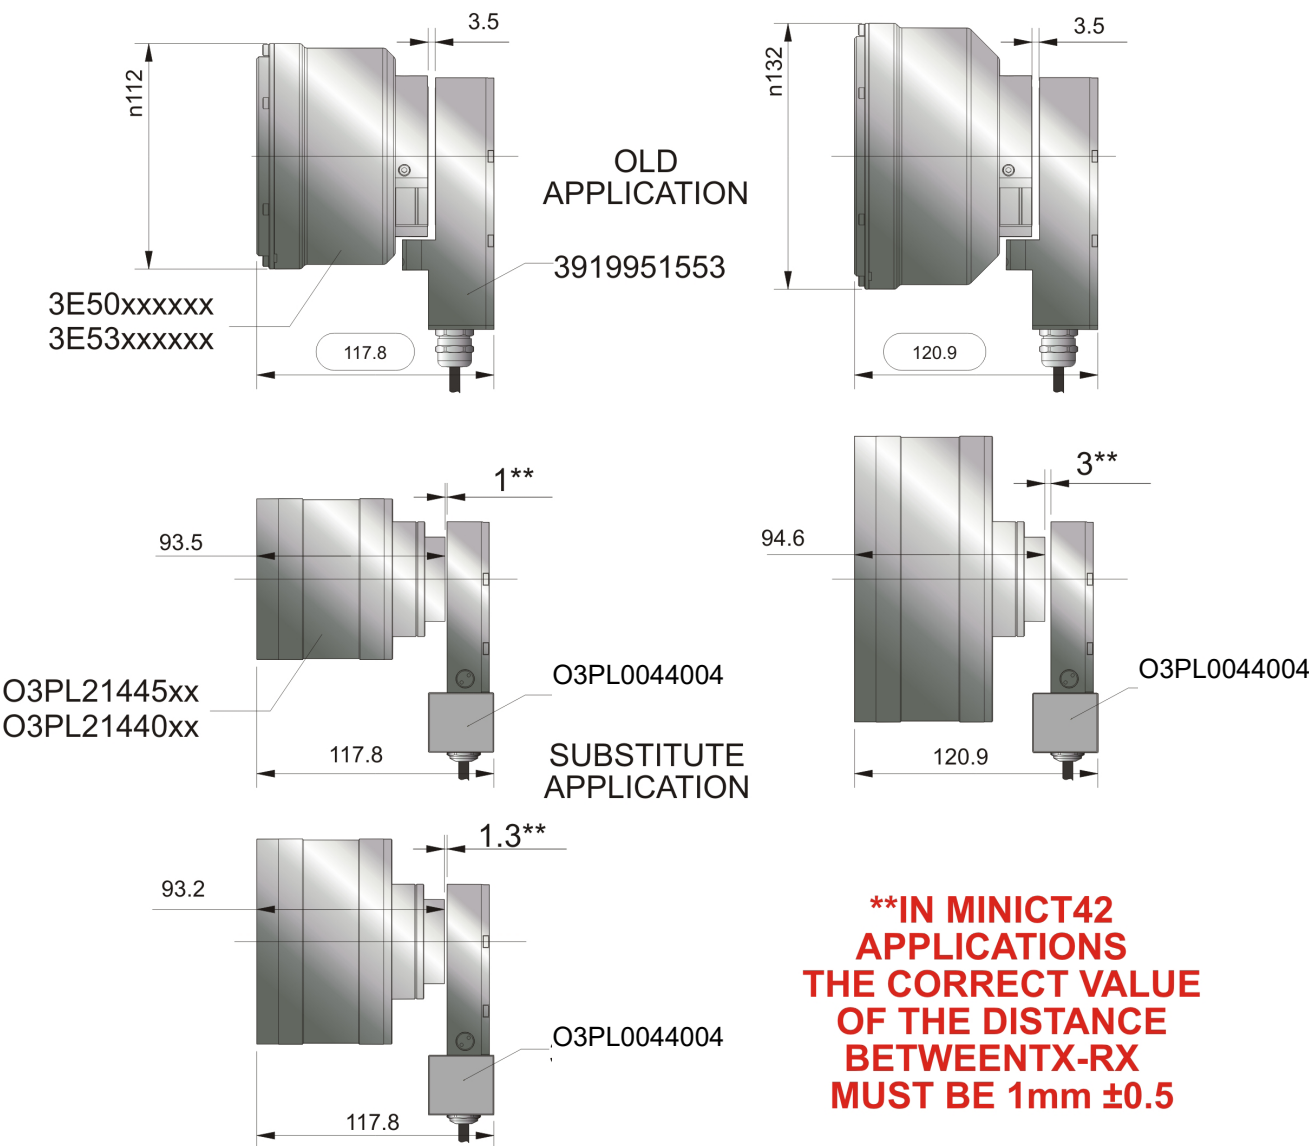 3.5
3.5
n112
n132
OLD
APPLICATION
3919951553
3E50xxxxxx
3E53xxxxxx
117.8
120.9
1**
3**
93.5
94.6
O3PL21445xx
O3PL21440xx
O3PL0044004
O3PL0044004
117.8
SUBSTITUTE
APPLICATION
120.9
1.3**
93.2
O3PL0044004
117.8
**IN MINICT42
APPLICATIONS
THE CORRECT VALUE
OF THE DISTANCE
BETWEENTX-RX
MUST BE 1mm ±0.5